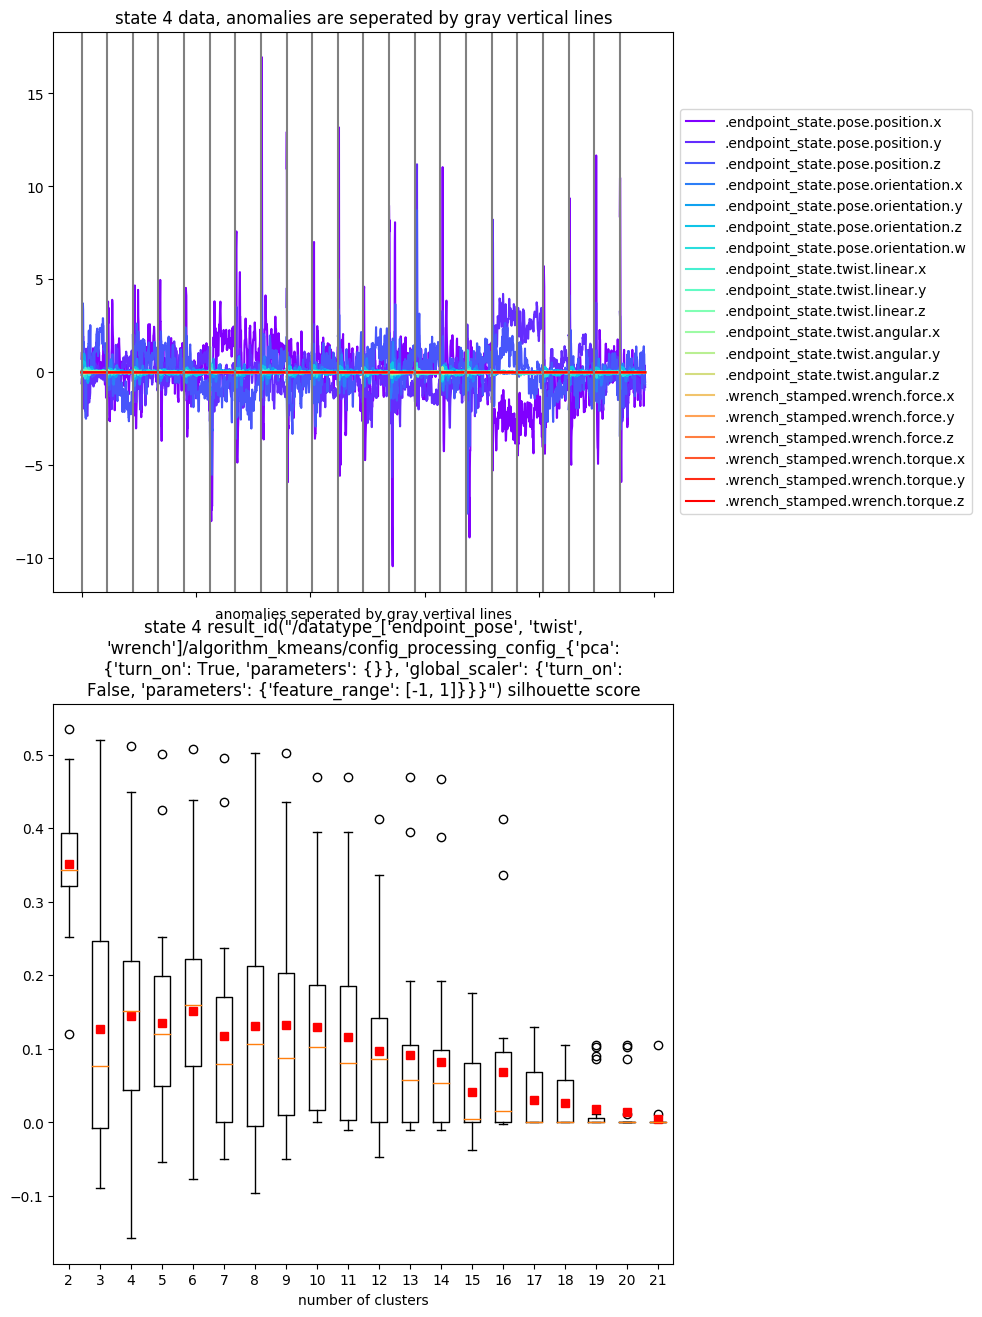 state 4 data, anomalies are seperated by gray vertical lines
15
10
5
0
−5
−10
.endpoint_state.pose.position.x
.endpoint_state.pose.position.y
.endpoint_state.pose.position.z
.endpoint_state.pose.orientation.x
.endpoint_state.pose.orientation.y
.endpoint_state.pose.orientation.z
.endpoint_state.pose.orientation.w
.endpoint_state.twist.linear.x
.endpoint_state.twist.linear.y
.endpoint_state.twist.linear.z
.endpoint_state.twist.angular.x
.endpoint_state.twist.angular.y
.endpoint_state.twist.angular.z
.wrench_stamped.wrench.force.x
.wrench_stamped.wrench.force.y
.wrench_stamped.wrench.force.z
.wrench_stamped.wrench.torque.x
.wrench_stamped.wrench.torque.y
.wrench_stamped.wrench.torque.z
anomalies seperated by gray vertival lines
state 4 result_id("/datatype_['endpoint_pose', 'twist',
'wrench']/algorithm_kmeans/config_processing_config_{'pca':
{'turn_on': True, 'parameters': {}}, 'global_scaler': {'turn_on':
False, 'parameters': {'feature_range': [-1, 1]}}}") silhouette score
0.5
0.4
0.3
0.2
0.1
0.0
−0.1
2 3 4 5 6 7 8 9 10 11 12 13 14 15 16 17 18 19 20 21
number of clusters